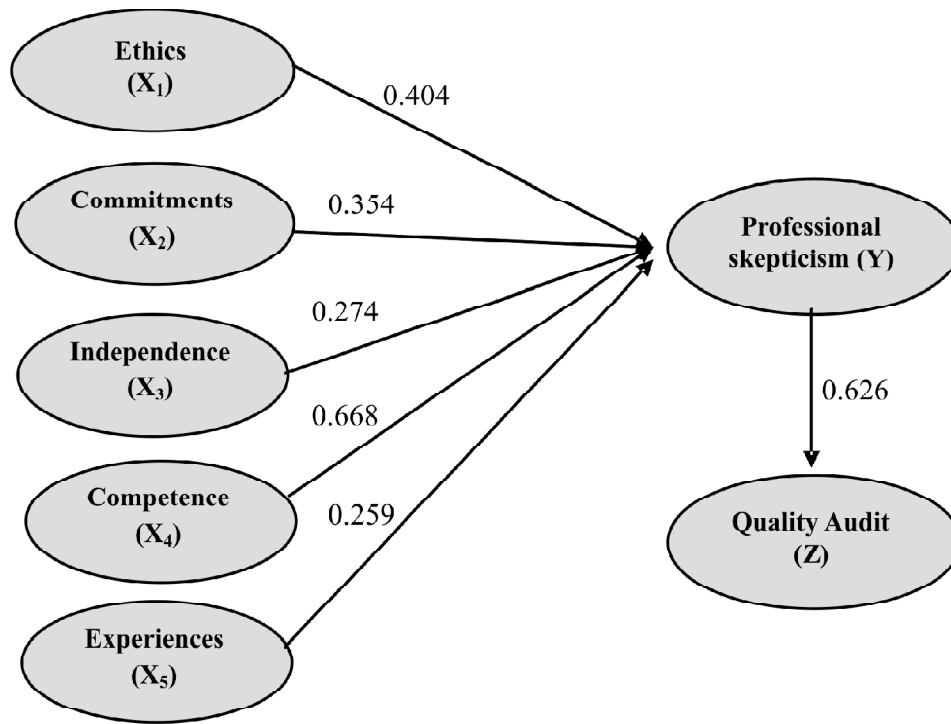 Ethics
(X₁)
0.404
Commitments
(X₂)
0.354
Professional
skepticism (Y)
Independence
(X₃)
0.274
0.626
Competence
(X₄)
0.668
Quality Audit
(Z)
Experiences
(X₅)
0.259